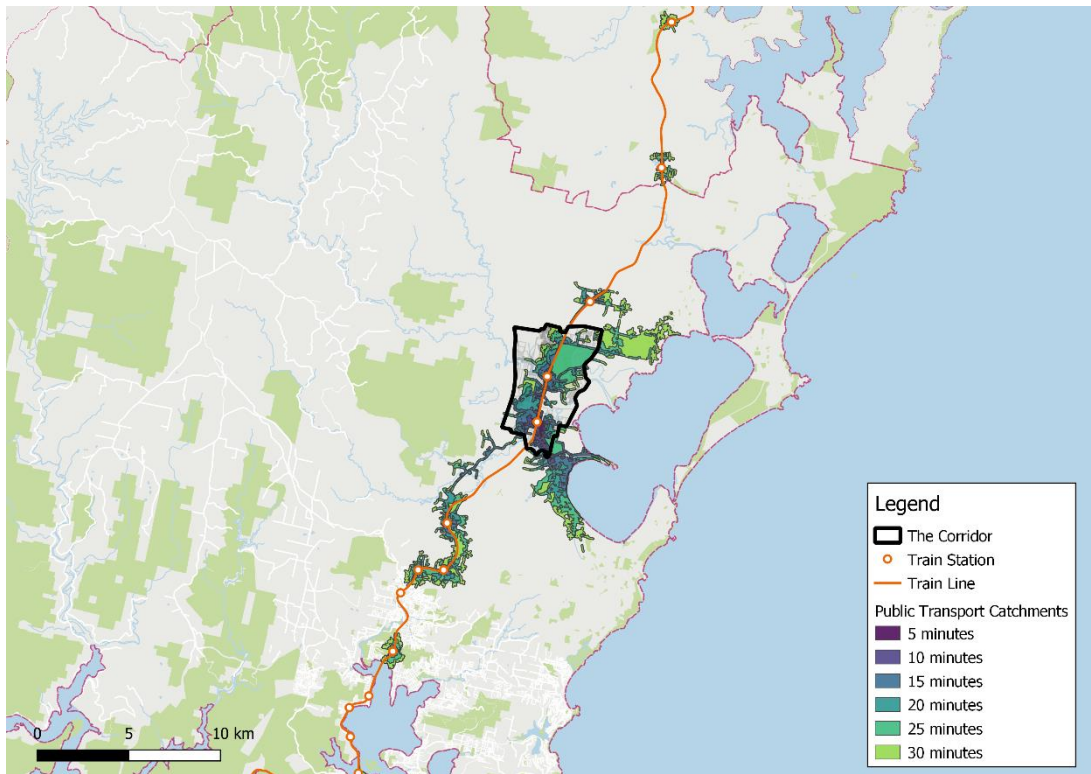 Legend
The Corridor
Train Station
Train Line
Public Transport Catchments
5 minutes
10 minutes
15 minutes
20 minutes
25 minutes
30 minutes
0 5 10 km